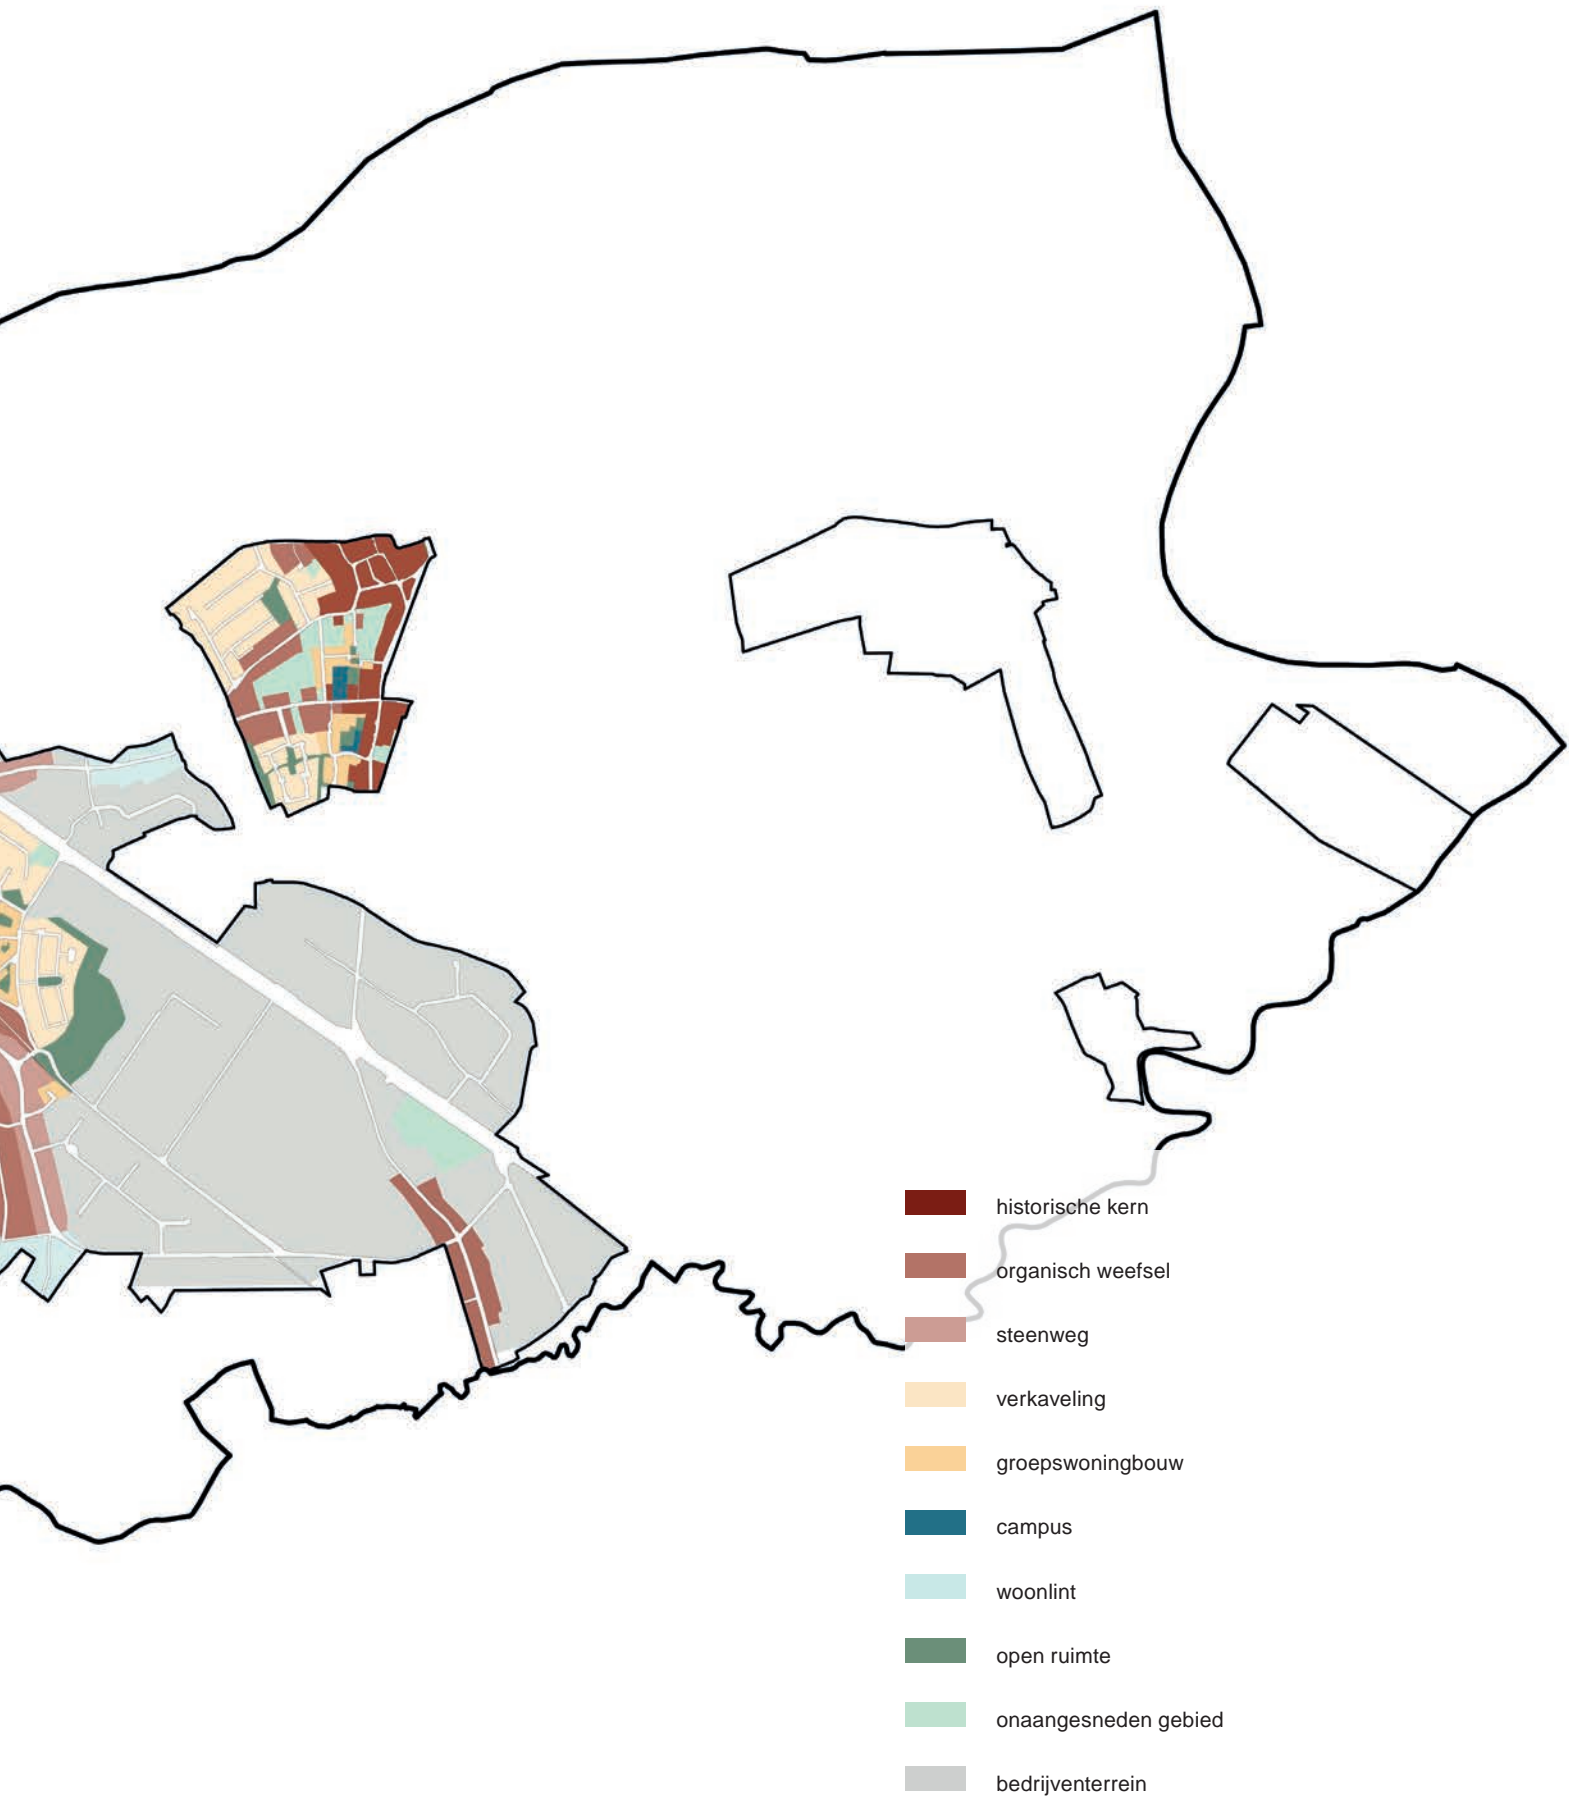 historische kern
organisch weefsel
steenweg
verkaveling
groepswoningbouw
campus
woonlint
open ruimte
onaangesneden gebied
bedrijventerrein